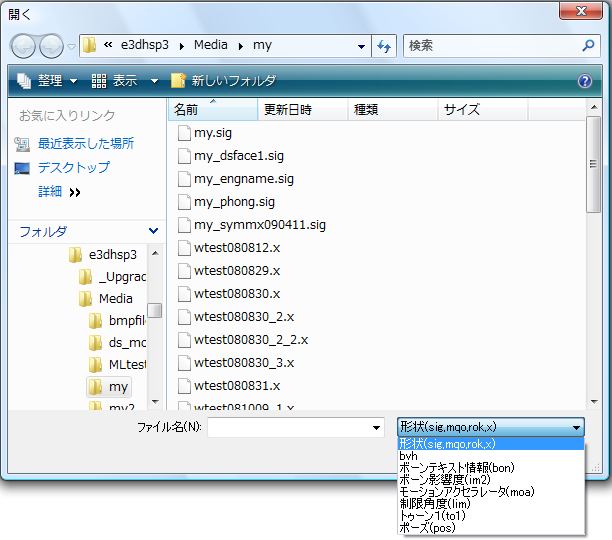 開く
« e3dhsp3 Media my 検索
整理 表示 新しいフォルダ
お気に入りリンク
最近表示した場所
デスクトップ
詳細 »
フォルダ
e3dhsp3
_Upgrad
Media
bmpfile
ds_mo
MLtest
my
my2
名前 更新日時 種類 サイズ
my.sig
my_dsface1.sig
my_engname.sig
my_phong.sig
my_symmx090411.sig
wtest080812.x
wtest080829.x
wtest080830.x
wtest080830_2.x
wtest080830_2_2.x
wtest080830_3.x
wtest080831.x
wtest081009_1.x
ファイル名(N): 形状(sig,mqo,rok,x)
形状(sig,mqo,rok,x)
bvh
ボーンテキスト情報(bon)
ボーン影響度(im2)
モーションアクセラレータ(moa)
制限角度(lim)
トゥーン1(to1)
ポーズ(pos)